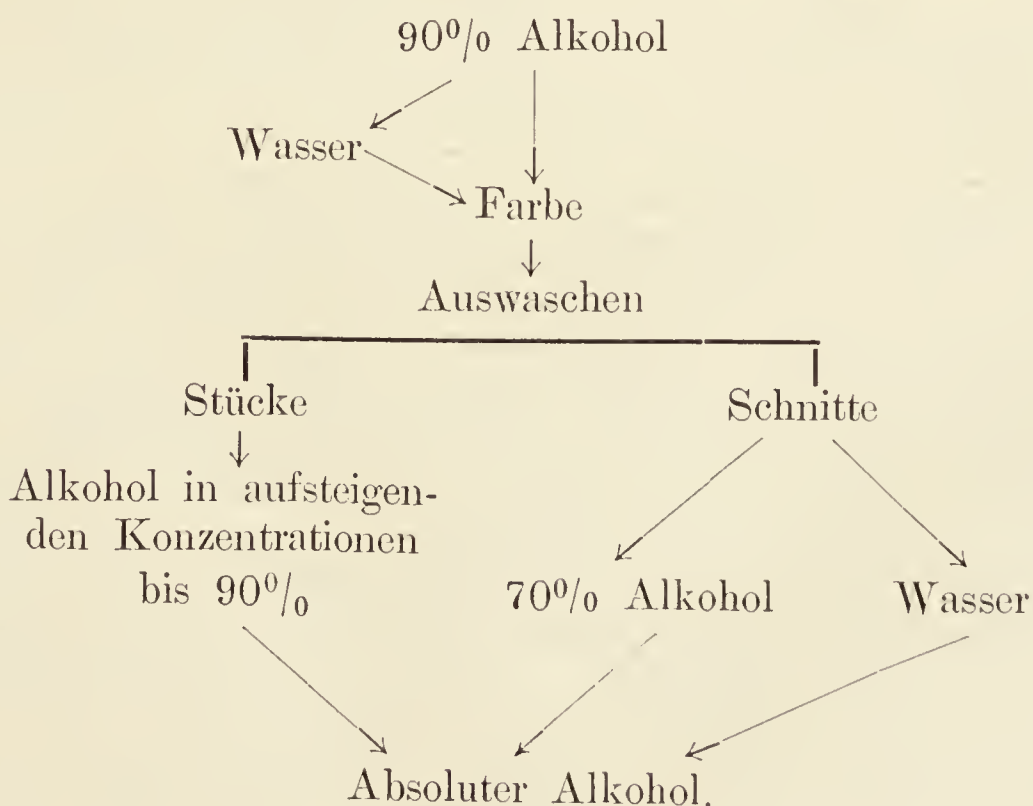 90% Alkohol
Wasser
Farbe
Auswaschen
Stücke
Schnitte
Alkohol in aufsteigen-
den Konzentrationen
bis 90%
70% Alkohol
Wasser
Absoluter Alkohol.